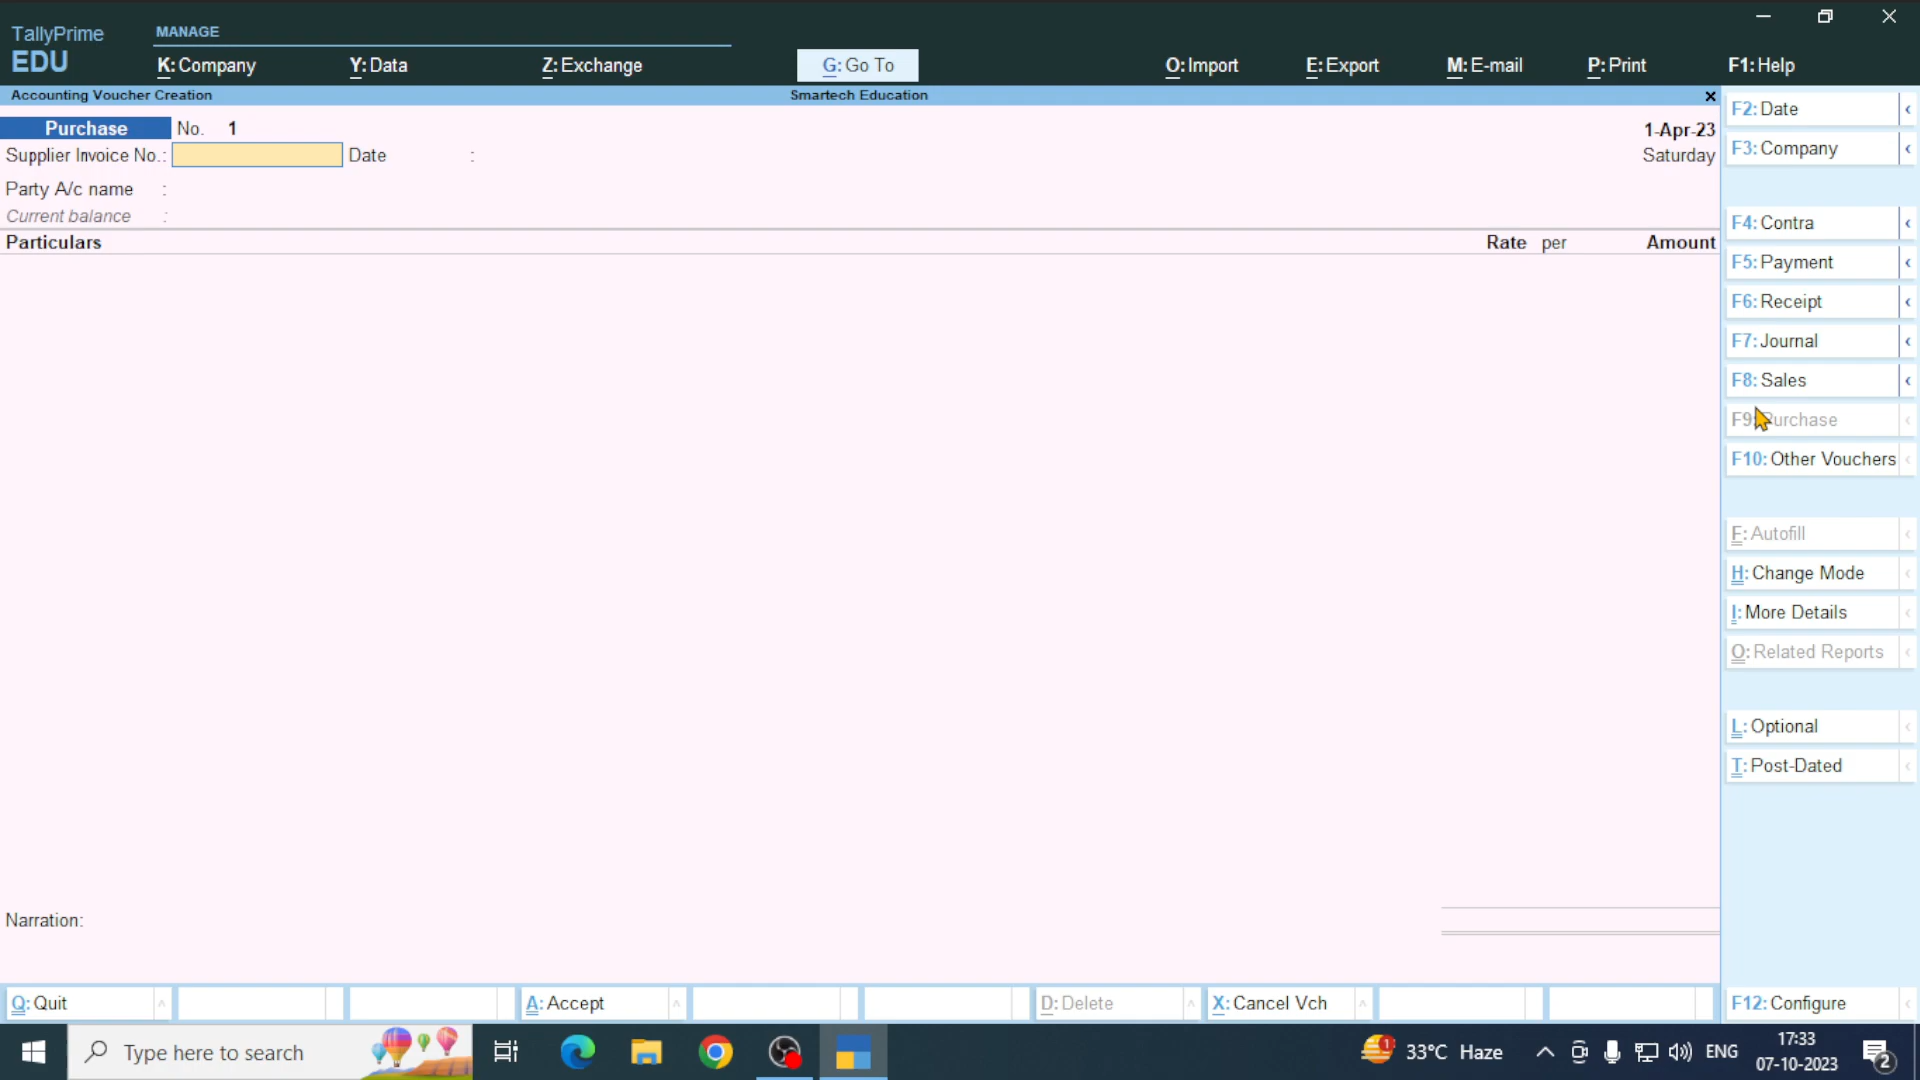 TallyPrime
EDU
MANAGE
K: Company
Y: Data
Z: Exchange
G: Go To
O: Import
E: Export
M: E-mail
P: Print
F1: Help
Accounting Voucher Creation
Smartech Education
Purchase No. 1
1-Apr-23
Supplier Invoice No.: Date :
Saturday
Party A/c name :
Current balance :
Particulars Rate per Amount
Narration:
F2: Date
F3: Company
F4: Contra
F5: Payment
F6: Receipt
F7: Journal
F8: Sales
F9: Purchase
F10: Other Vouchers
F: Autofill
H: Change Mode
I: More Details
O: Related Reports
L: Optional
T: Post-Dated
Q: Quit
A: Accept
D: Delete
X: Cancel Vch
F12: Configure
Type here to search
1
33°C Haze
ENG
17:33
07-10-2023
2